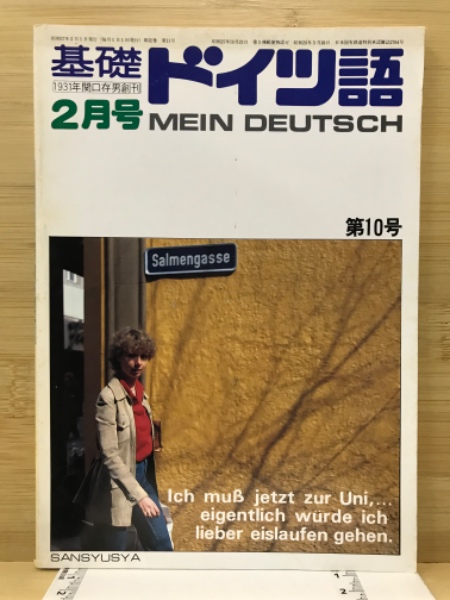 基礎ドイツ語
1931年関口存男創刊
2月号 MEIN DEUTSCH
第10号
Salmengasse
Ich muß jetzt zur Uni,...
eigentlich würde ich
lieber eislaufen gehen.
SANSYUSYA